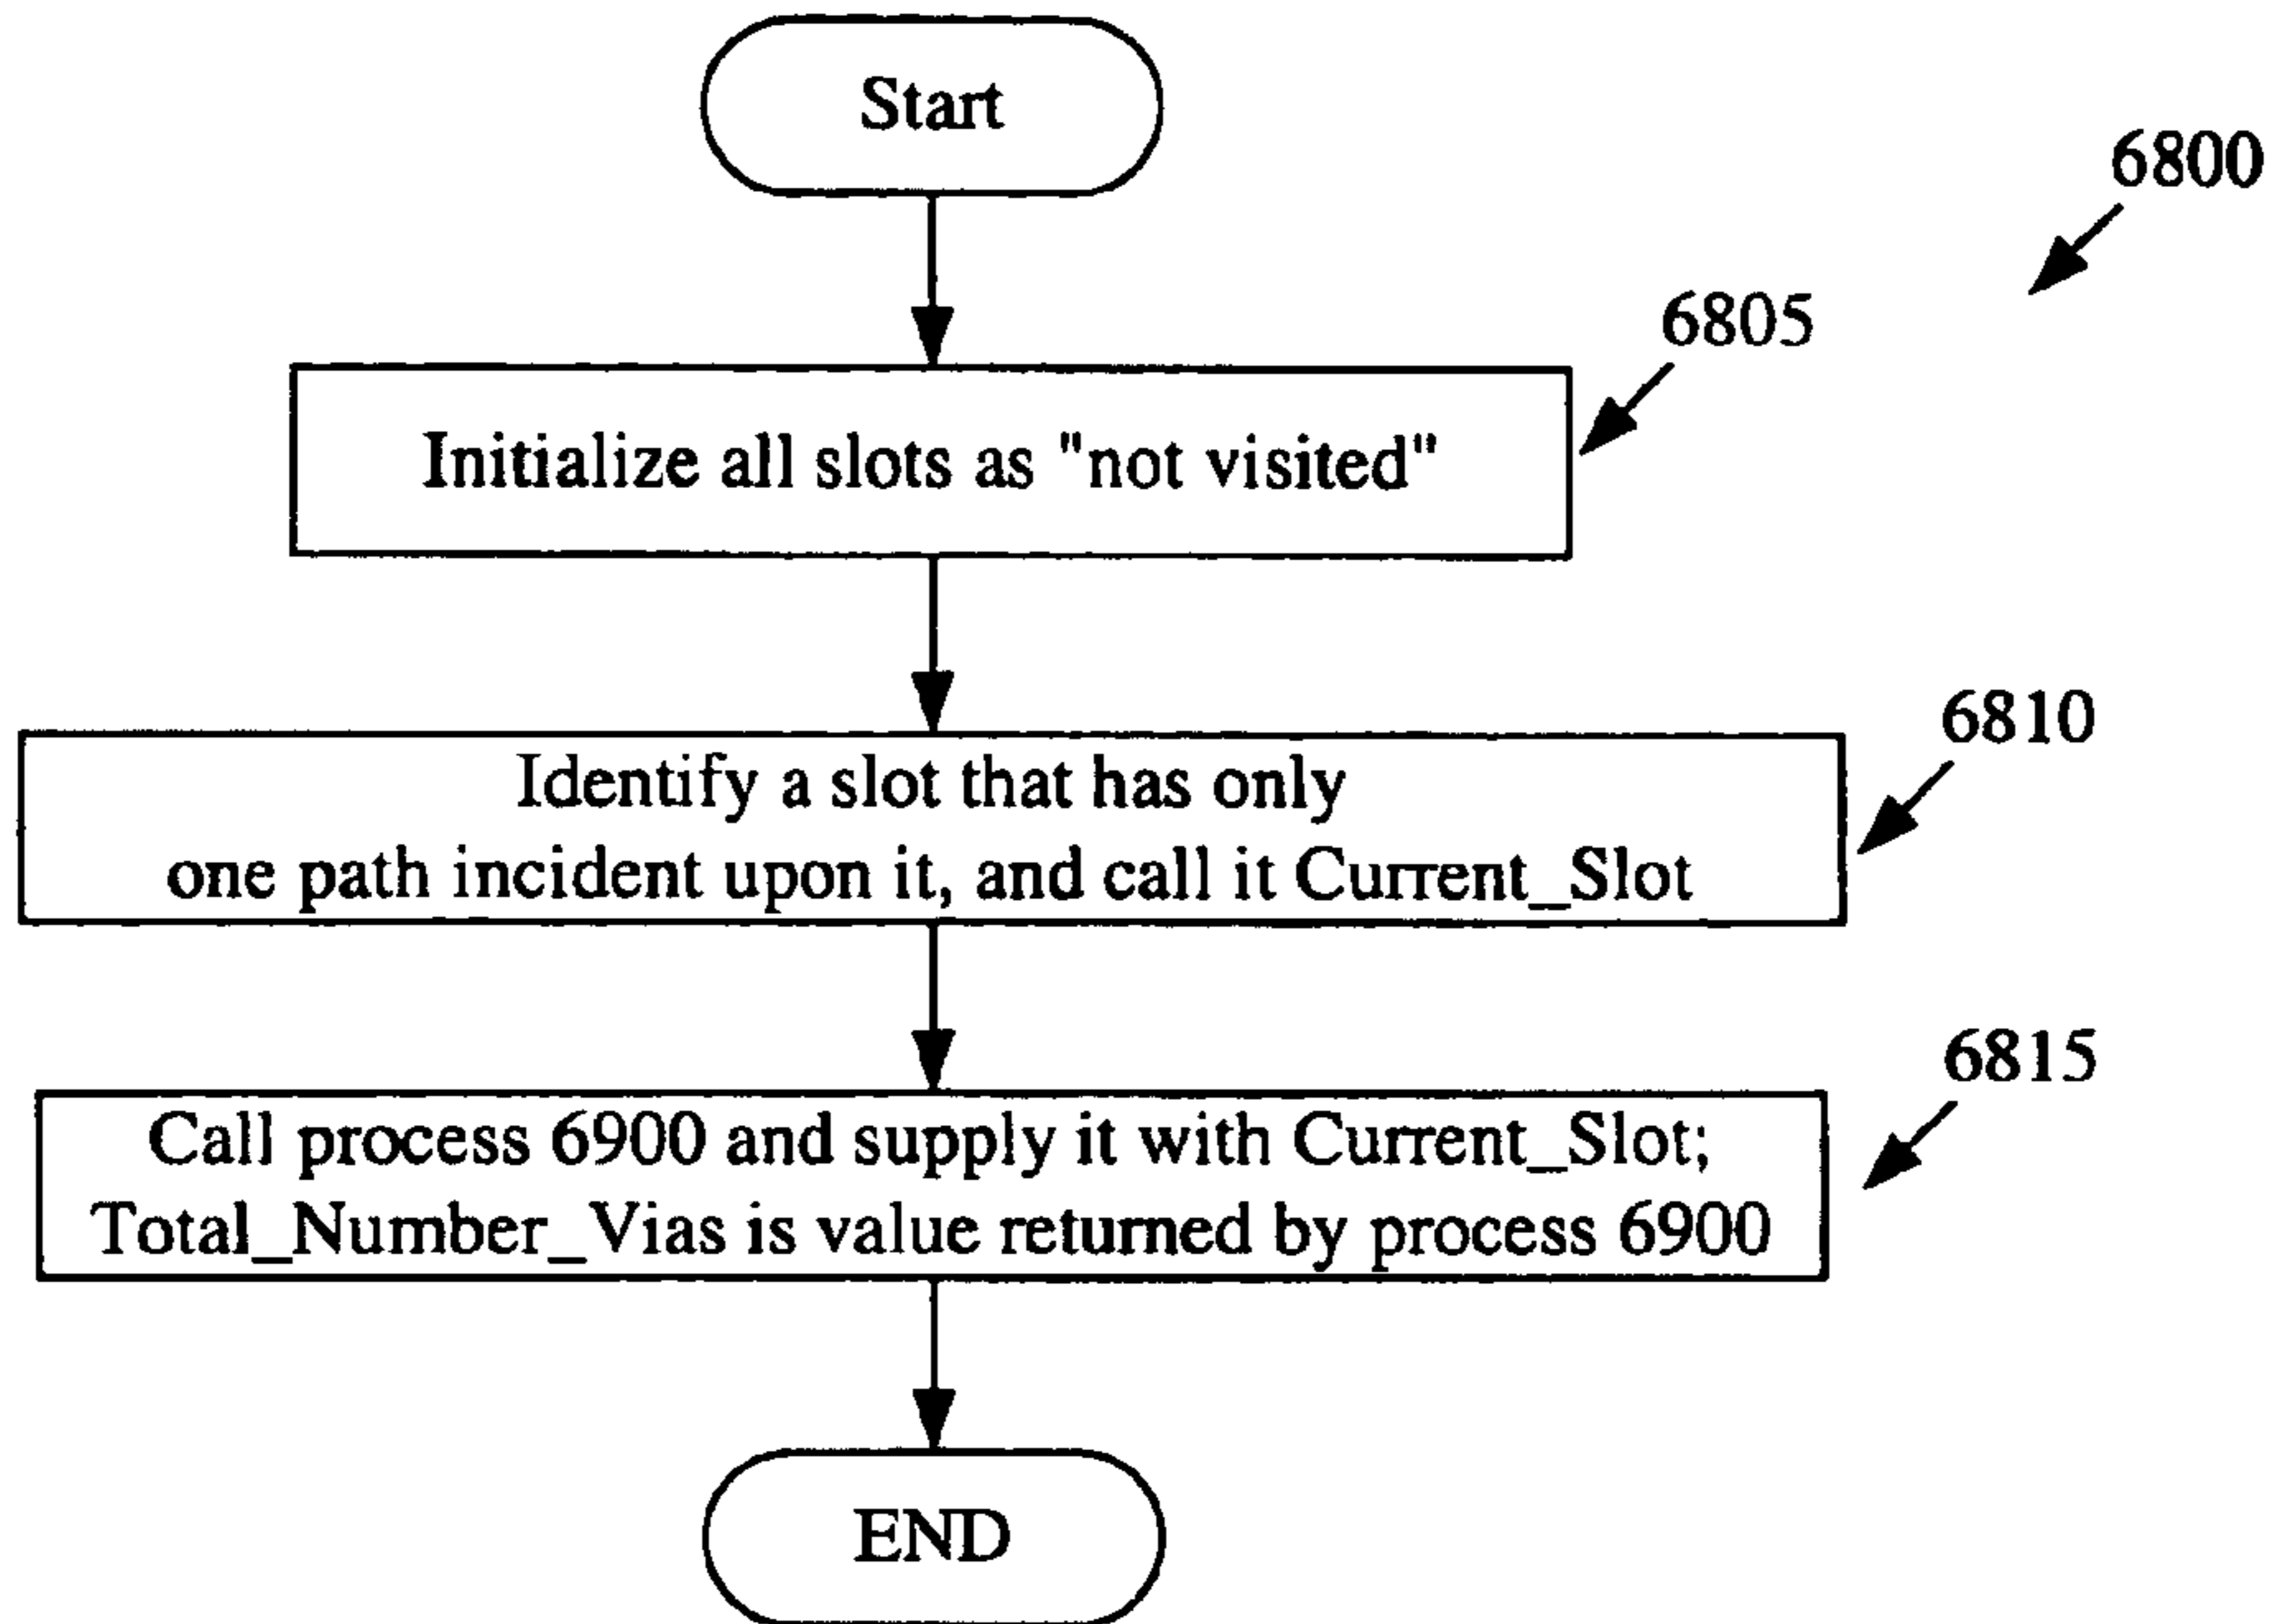 Start
6800
6805
Initialize all slots as "not visited"
6810
Identify a slot that has only
one path incident upon it, and call it Current_Slot
6815
Call process 6900 and supply it with Current_Slot;
Total_Number_Vias is value returned by process 6900
END